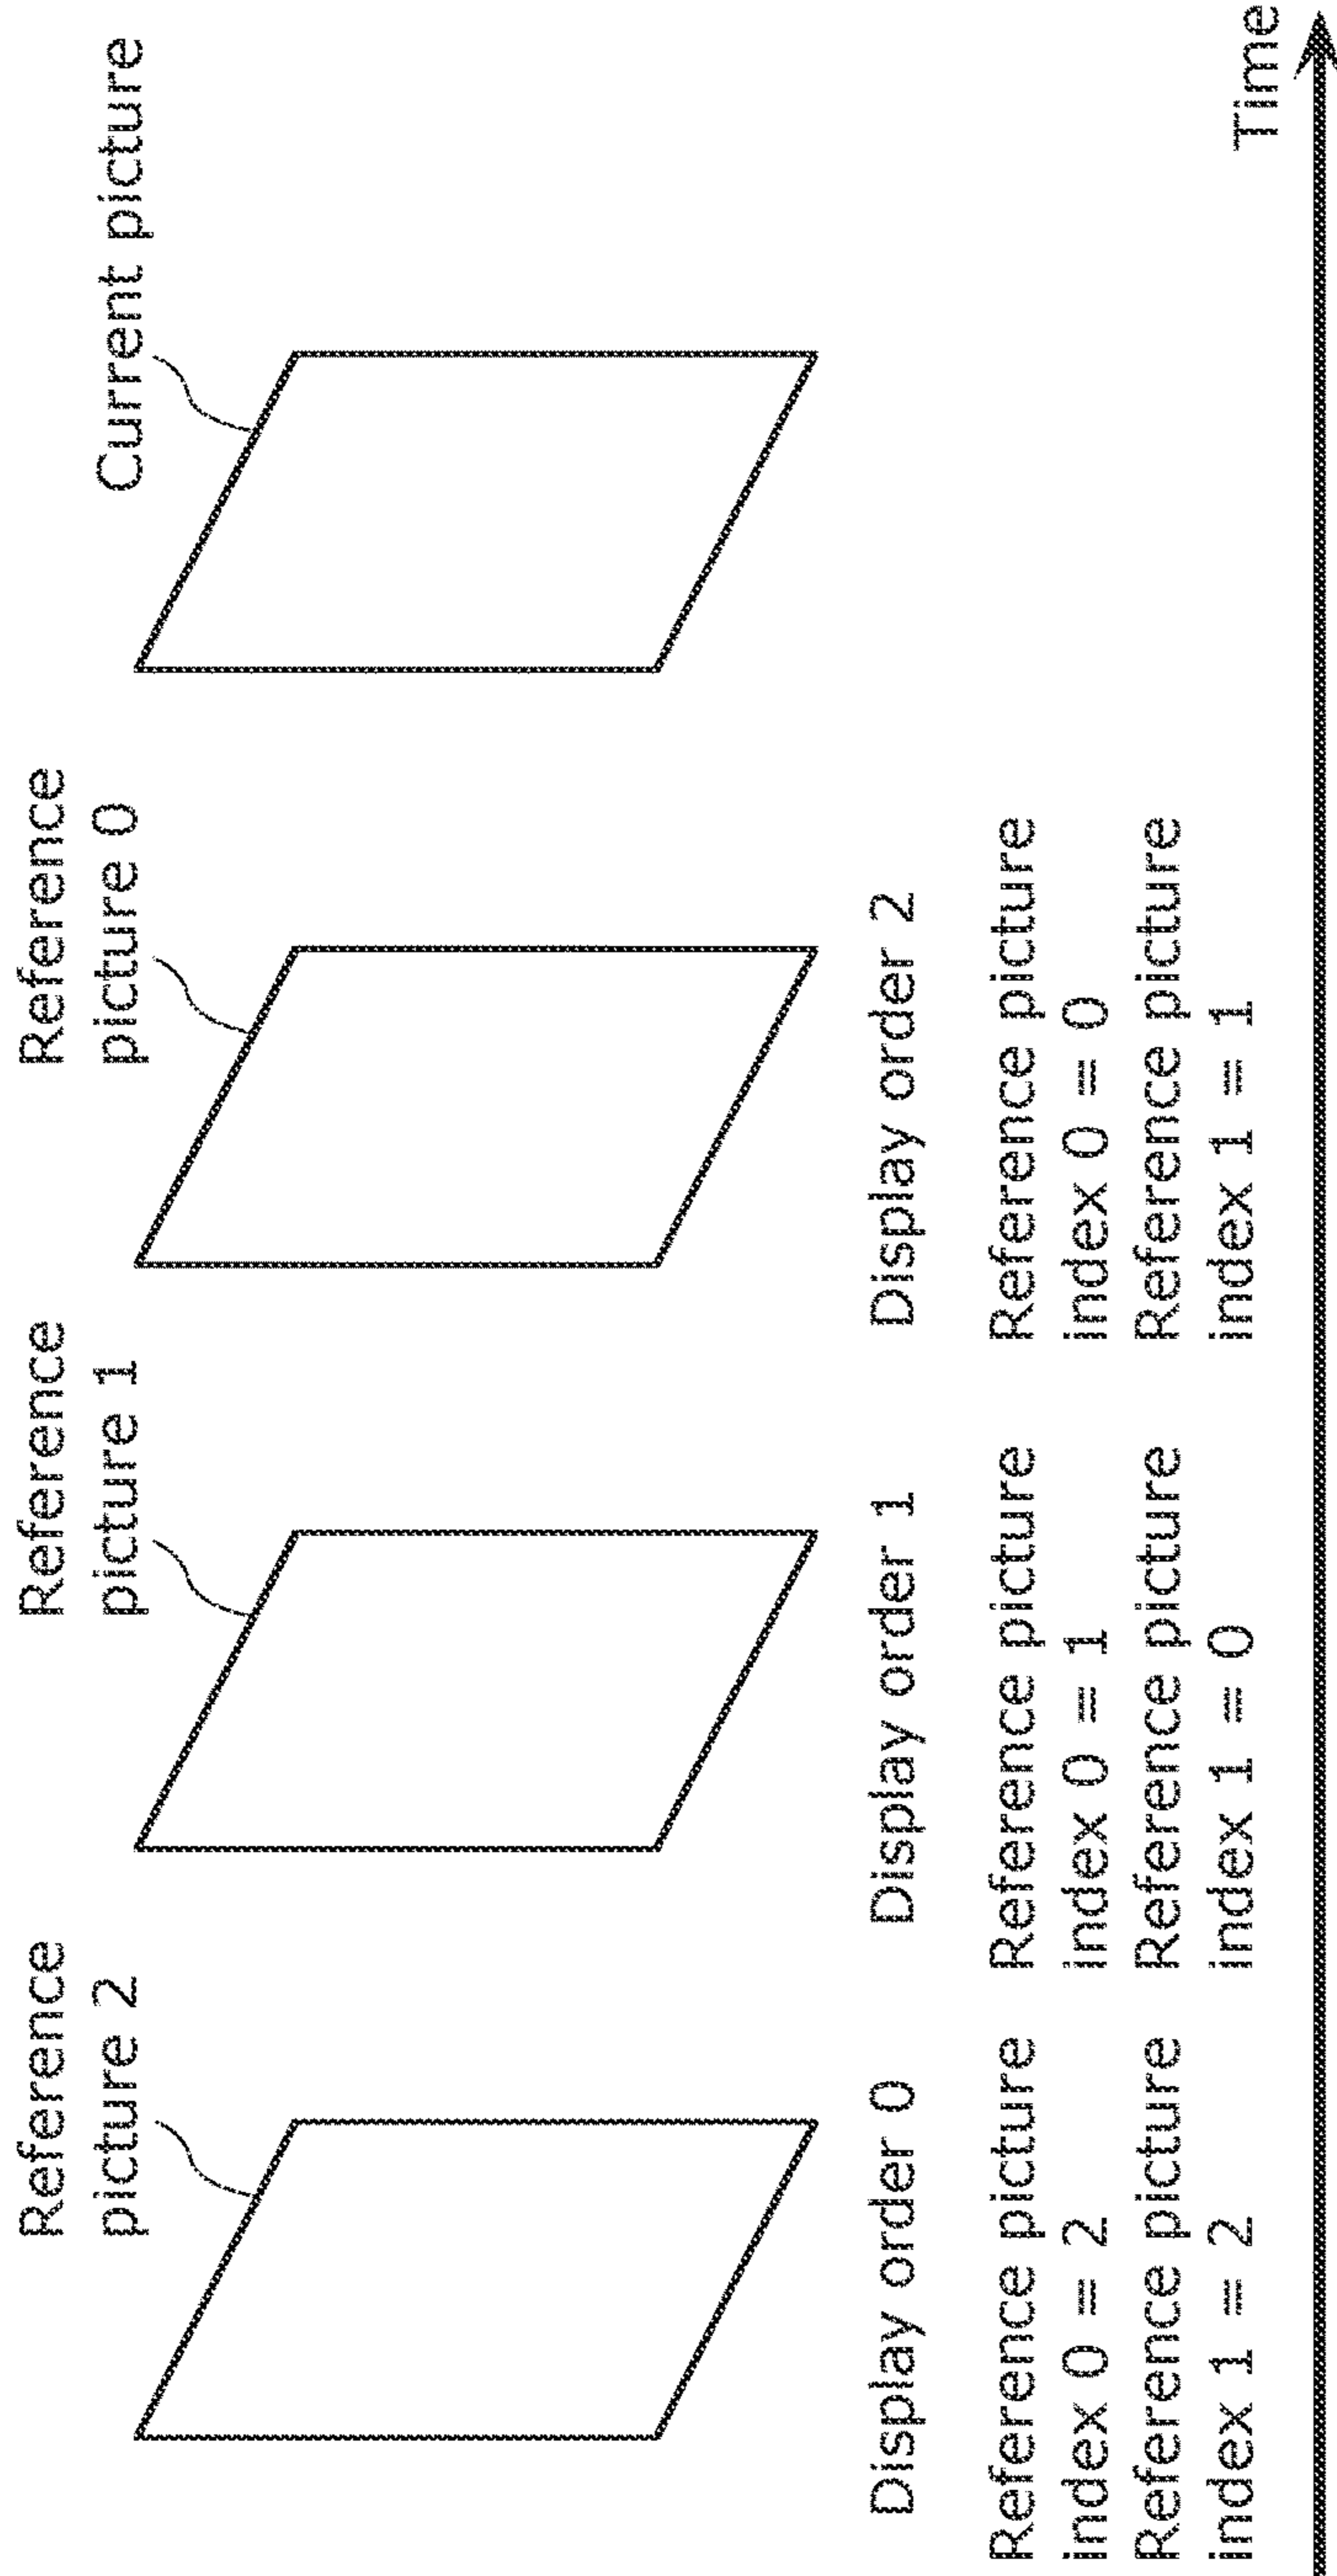 Reference
picture 2
Reference
picture 1
Reference
picture 0
Current picture
Display order 0
Display order 1
Display order 2
Reference picture
index 0 = 2
Reference picture
index 1 = 2
Reference picture
index 0 = 1
Reference picture
index 1 = 0
Reference picture
index 0 = 0
Reference picture
index 1 = 1
Time